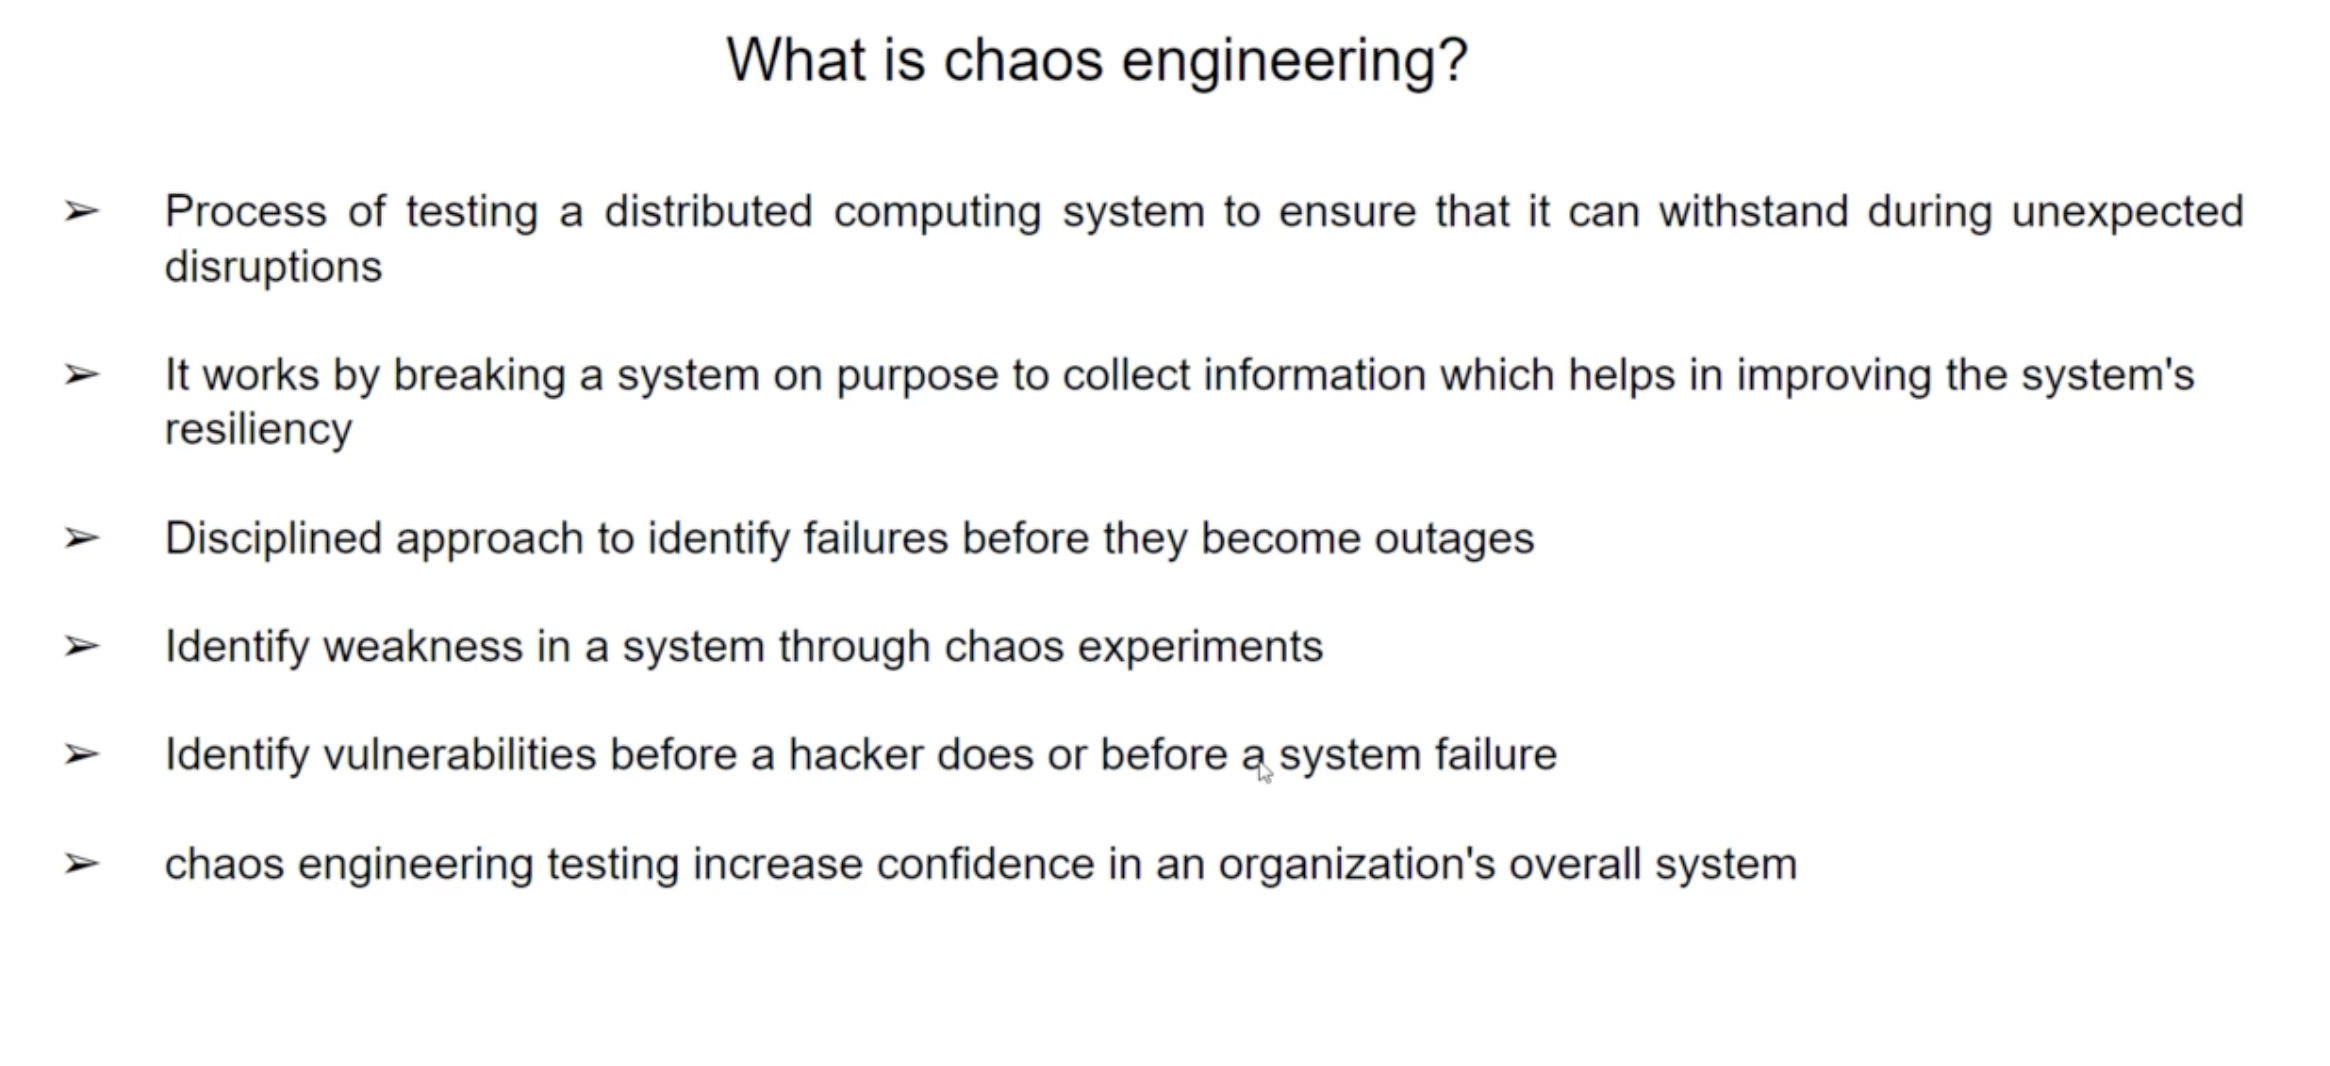 What is chaos engineering?
➢ Process of testing a distributed computing system to ensure that it can withstand during unexpected
disruptions
➢ It works by breaking a system on purpose to collect information which helps in improving the system's
resiliency
➢ Disciplined approach to identify failures before they become outages
➢ Identify weakness in a system through chaos experiments
➢ Identify vulnerabilities before a hacker does or before a system failure
➢ chaos engineering testing increase confidence in an organization's overall system